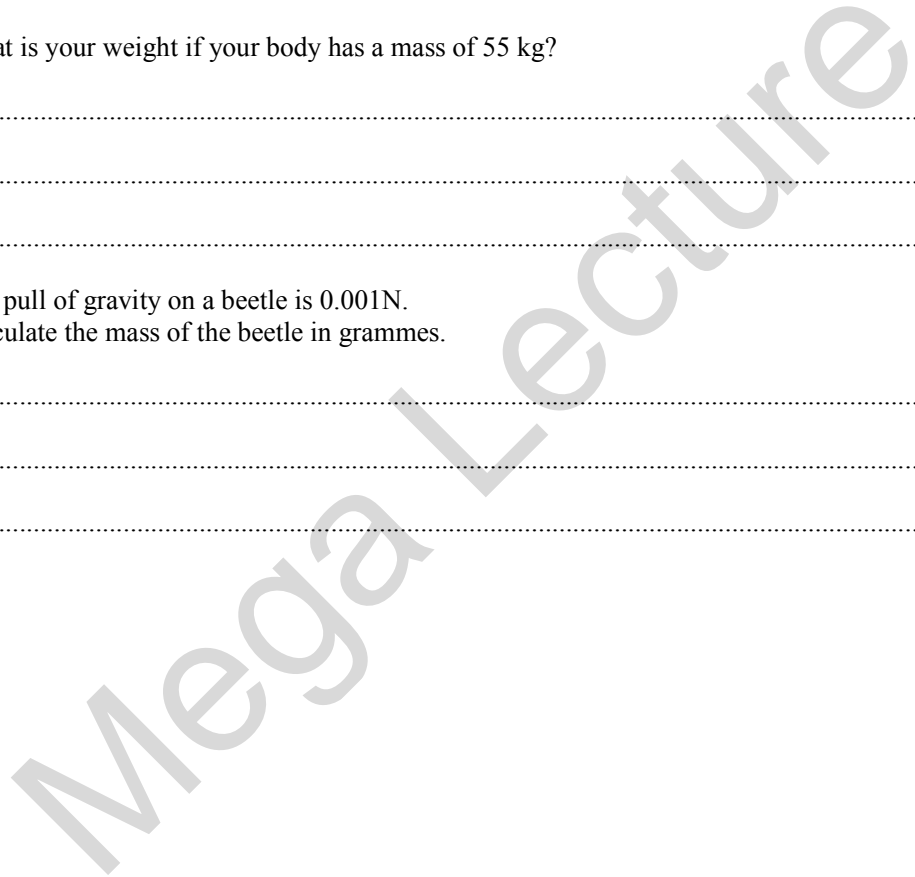 at is your weight if your body has a mass of 55 kg?
................................................................................................................................................
................................................................................................................................................
................................................................................................................................................
pull of gravity on a beetle is 0.001N.
culate the mass of the beetle in grammes.
................................................................................................................................................
................................................................................................................................................
................................................................................................................................................
Mega Lecture